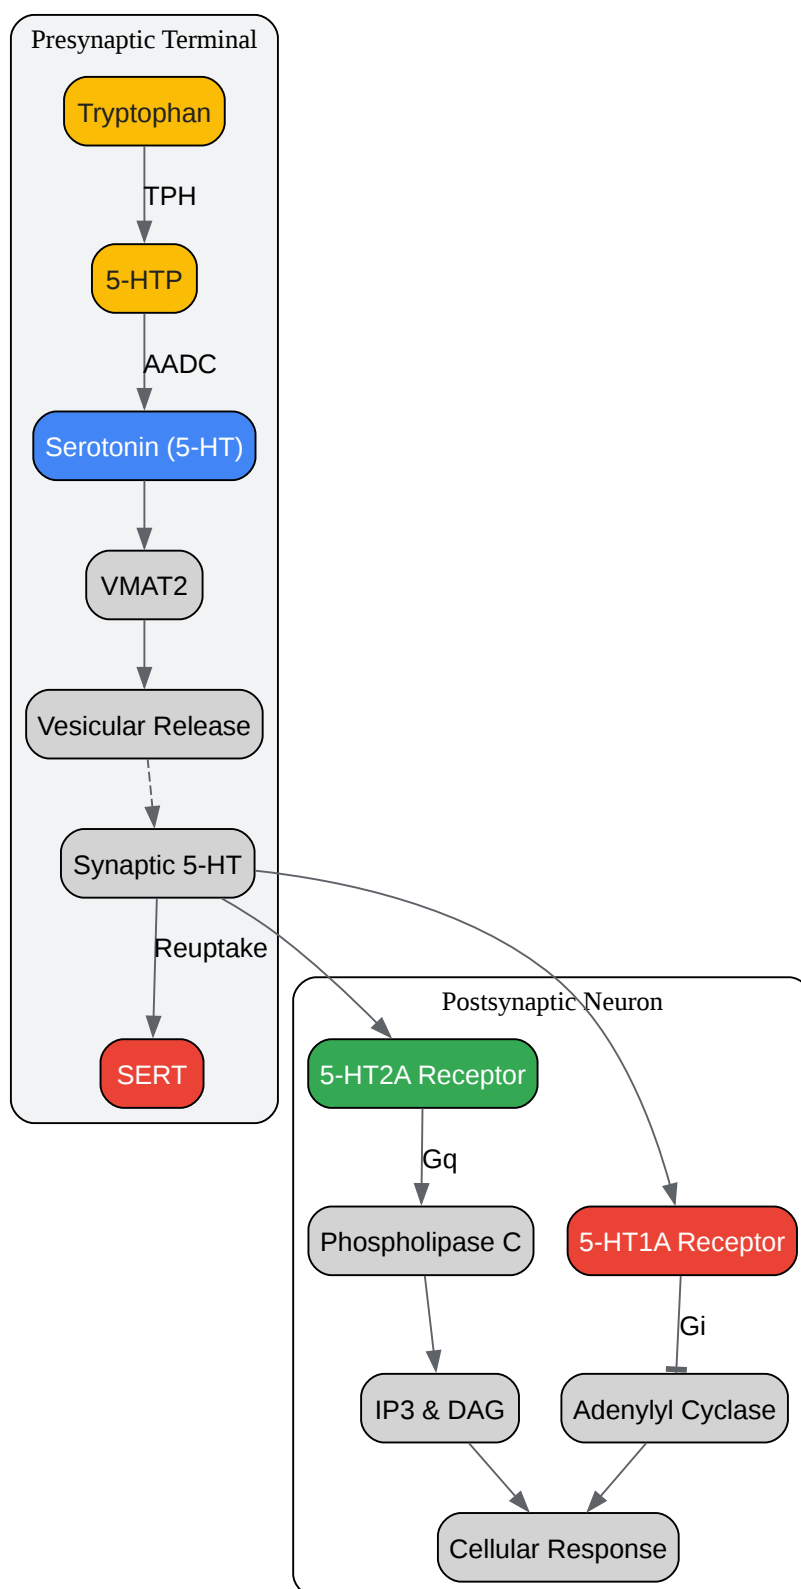 Presynaptic Terminal
Tryptophan
TPH
5-HTP
AADC
Serotonin (5-HT)
VMAT2
Vesicular Release
Synaptic 5-HT
Reuptake
SERT
Postsynaptic Neuron
5-HT2A Receptor
Gq
Phospholipase C
5-HT1A Receptor
Gi
IP3 & DAG
Adenylyl Cyclase
Cellular Response